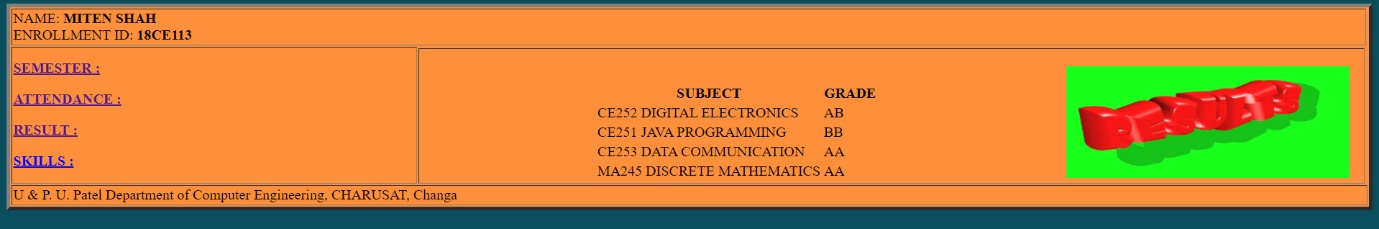 NAME: MITEN SHAH
ENROLLMENT ID: 18CE113
SEMESTER :
ATTENDANCE :
RESULT :
SKILLS :
SUBJECT GRADE
CE252 DIGITAL ELECTRONICS AB
CE251 JAVA PROGRAMMING BB
CE253 DATA COMMUNICATION AA
MA245 DISCRETE MATHEMATICS AA
RESULTS
U & P. U. Patel Department of Computer Engineering, CHARUSAT, Changa